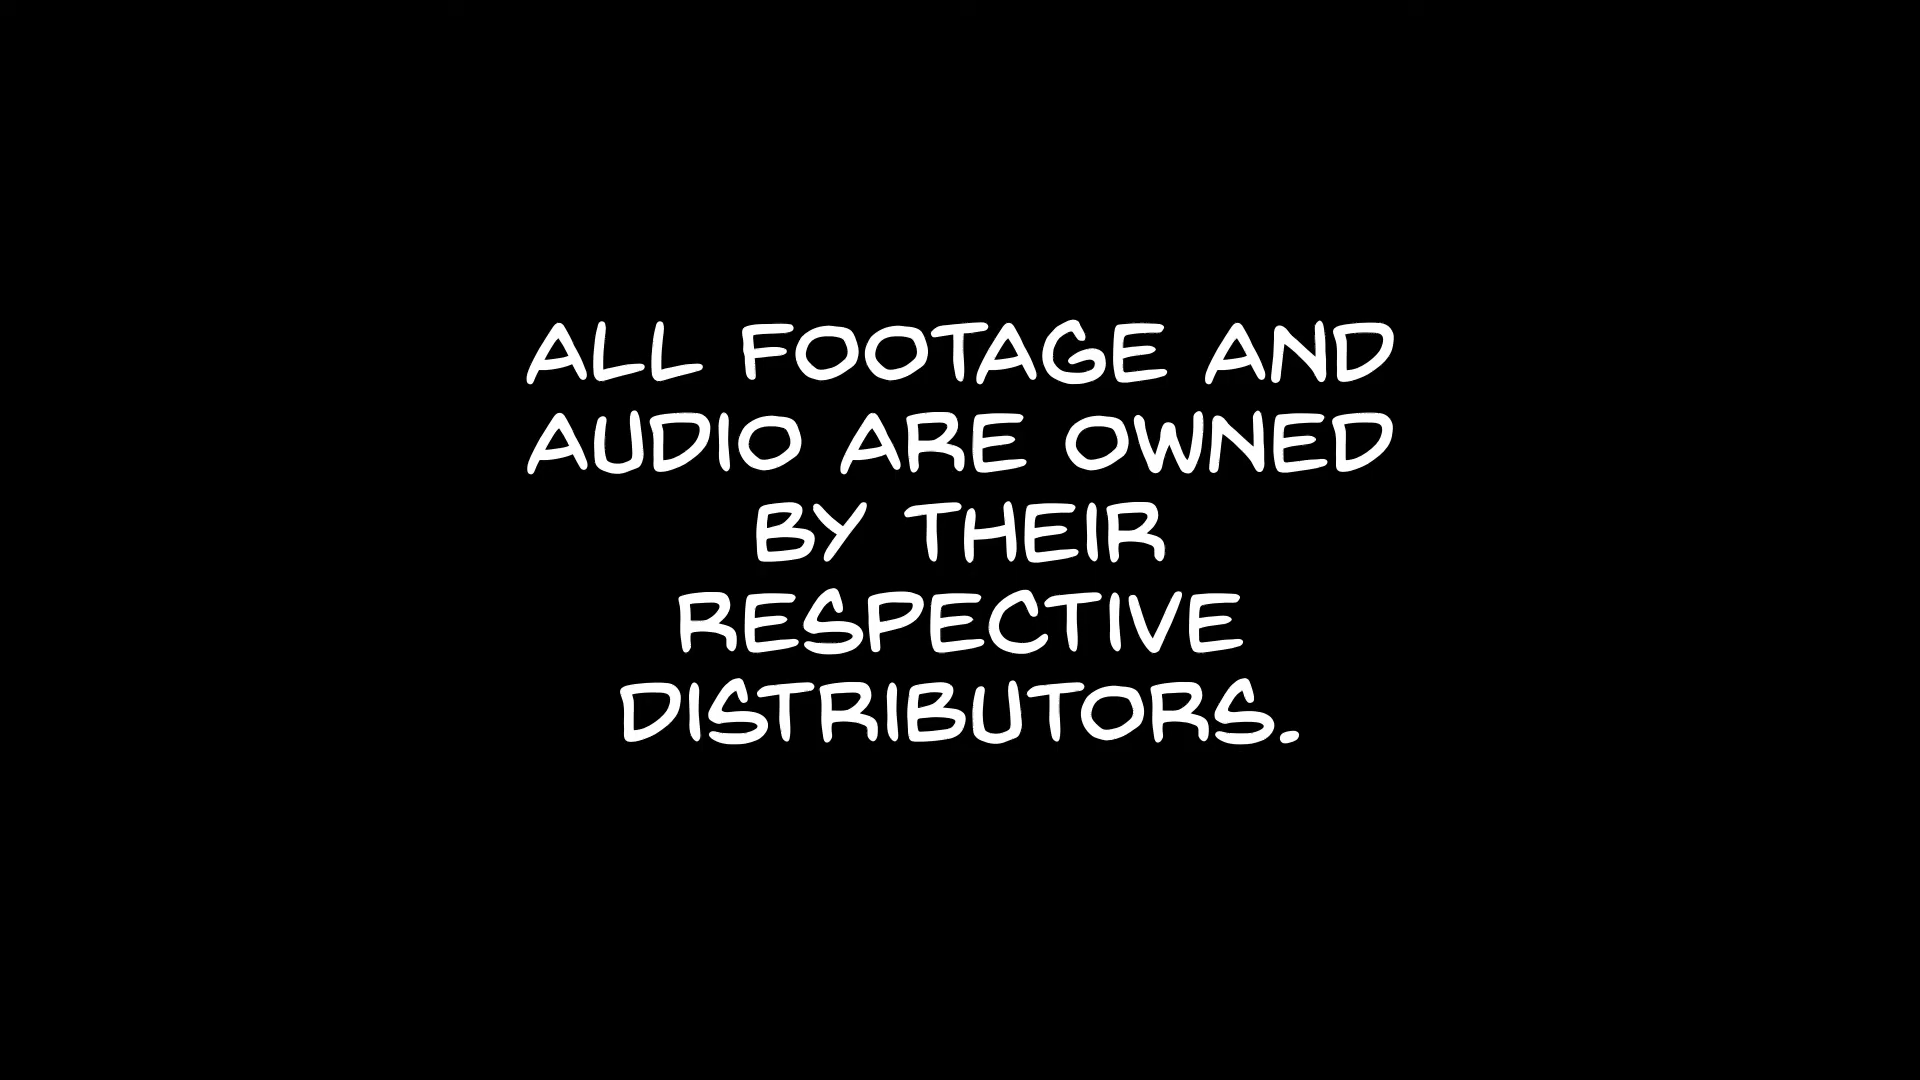 ALL FOOTAGE AND
AUDIO ARE OWNED
BY THEIR
RESPECTIVE
DISTRIBUTORS.